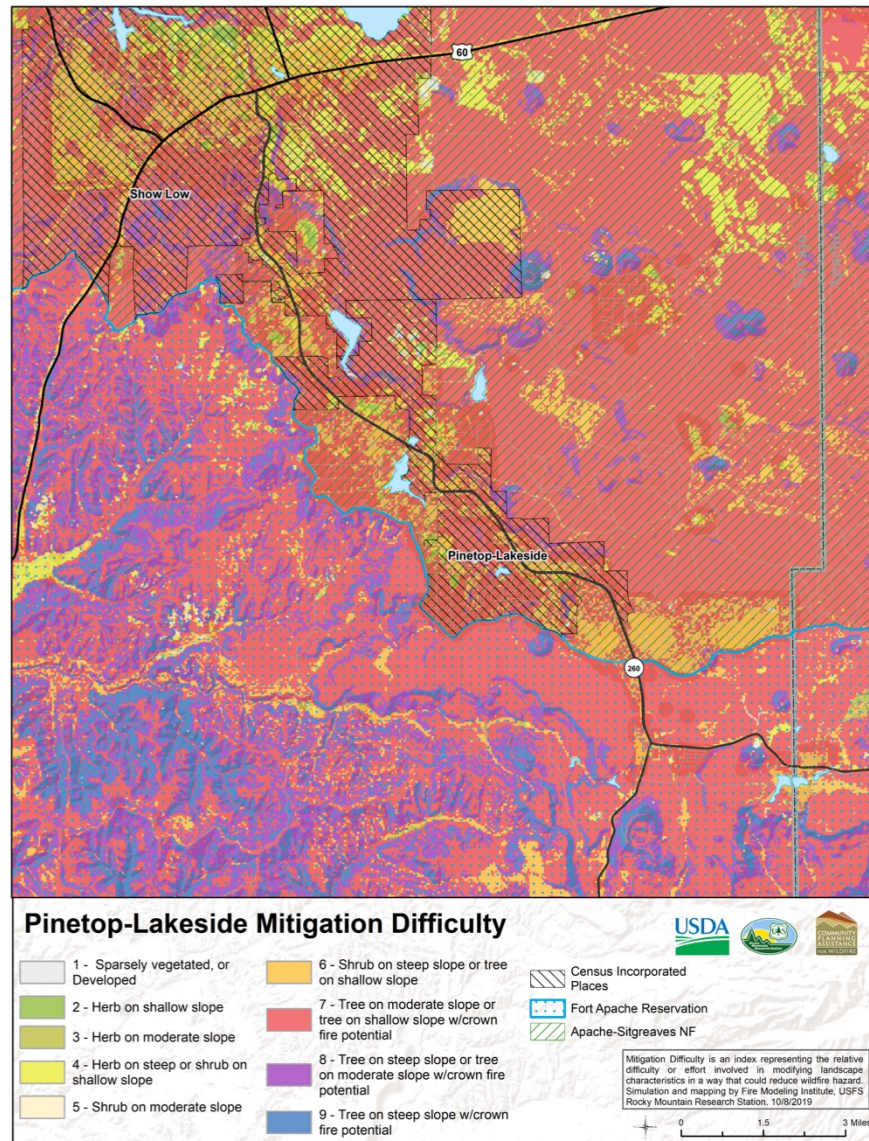 60
Show Low
Pinetop-Lakeside
260
Pinetop-Lakeside Mitigation Difficulty
USDA
COMMUNITY
PLANNING
ASSISTANCE
FOR WILDFIRE
1 - Sparsely vegetated, or
Developed
2 - Herb on shallow slope
3 - Herb on moderate slope
4 - Herb on steep or shrub on
shallow slope
5 - Shrub on moderate slope
6 - Shrub on steep slope or tree
on shallow slope
7 - Tree on moderate slope or
tree on shallow slope w/crown
fire potential
8 - Tree on steep slope or tree
on moderate slope w/crown fire
potential
9 - Tree on steep slope w/crown
fire potential
Census Incorporated
Places
Fort Apache Reservation
Apache-Sitgreaves NF
Mitigation Difficulty is an index representing the relative
difficulty or effort involved in modifying landscape
characteristics in a way that could reduce wildfire hazard.
Simulation and mapping by Fire Modeling Institute, USFS
Rocky Mountain Research Station, 10/8/2019
0 1.5 3 Miles